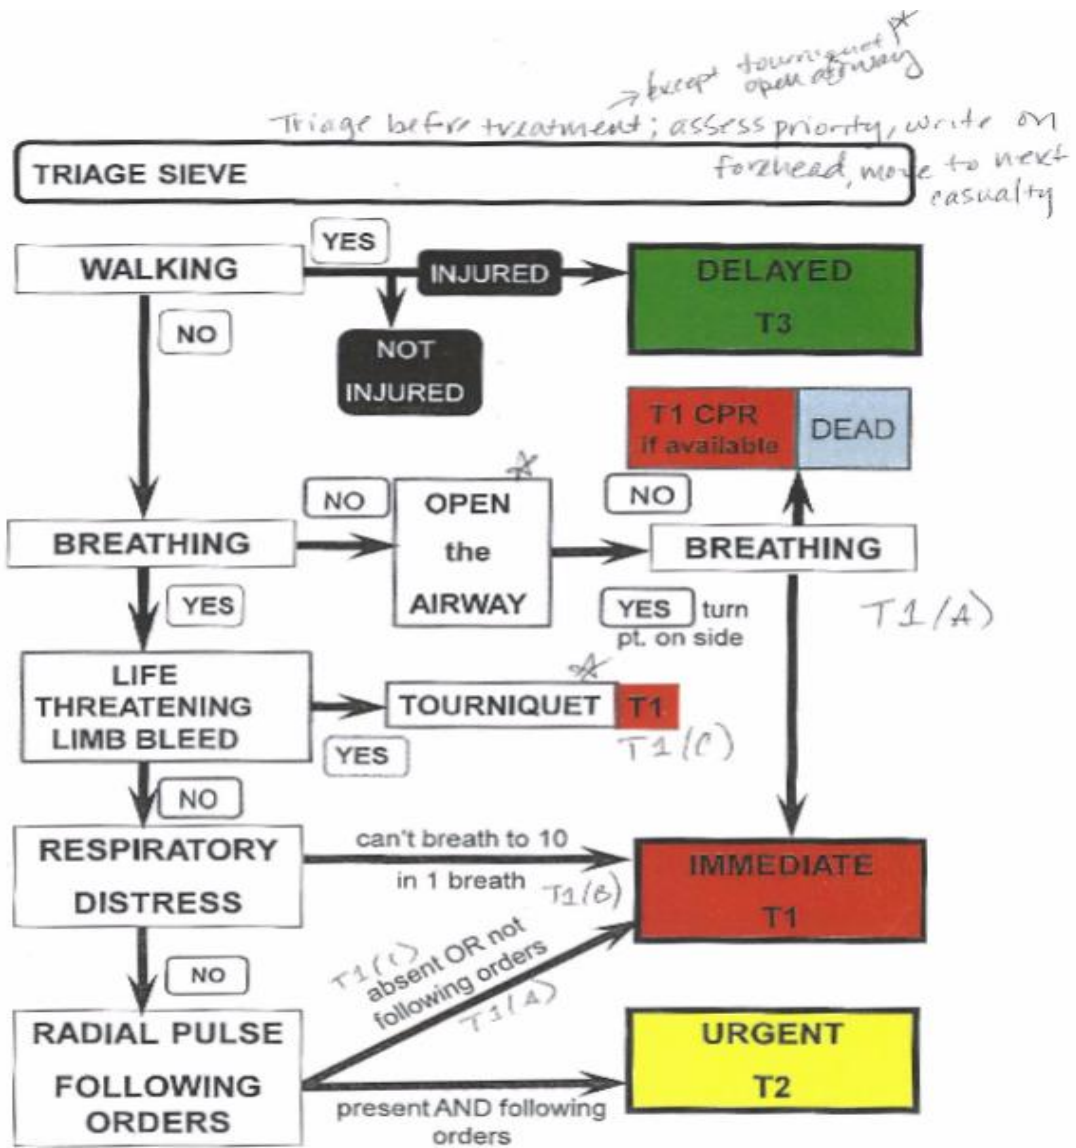 → Except tourniquet / *
open airway
Triage before treatment; assess priority, write on
forehead, move to next
casualty
TRIAGE SIEVE
WALKING
YES
INJURED
DELAYED
T3
NO
NOT
INJURED
T1 CPR
if available
DEAD
BREATHING
NO
OPEN
the
AIRWAY
NO
BREATHING
YES
YES turn
pt. on side
T1(A)
LIFE
THREATENING
LIMB BLEED
YES
TOURNIQUET T1
T1(C)
NO
RESPIRATORY
DISTRESS
can't breath to 10
in 1 breath
T1(B)
IMMEDIATE
T1
NO
T1(C)
absent OR not
following orders
T1(A)
RADIAL PULSE
FOLLOWING
ORDERS
present AND following
orders
URGENT
T2